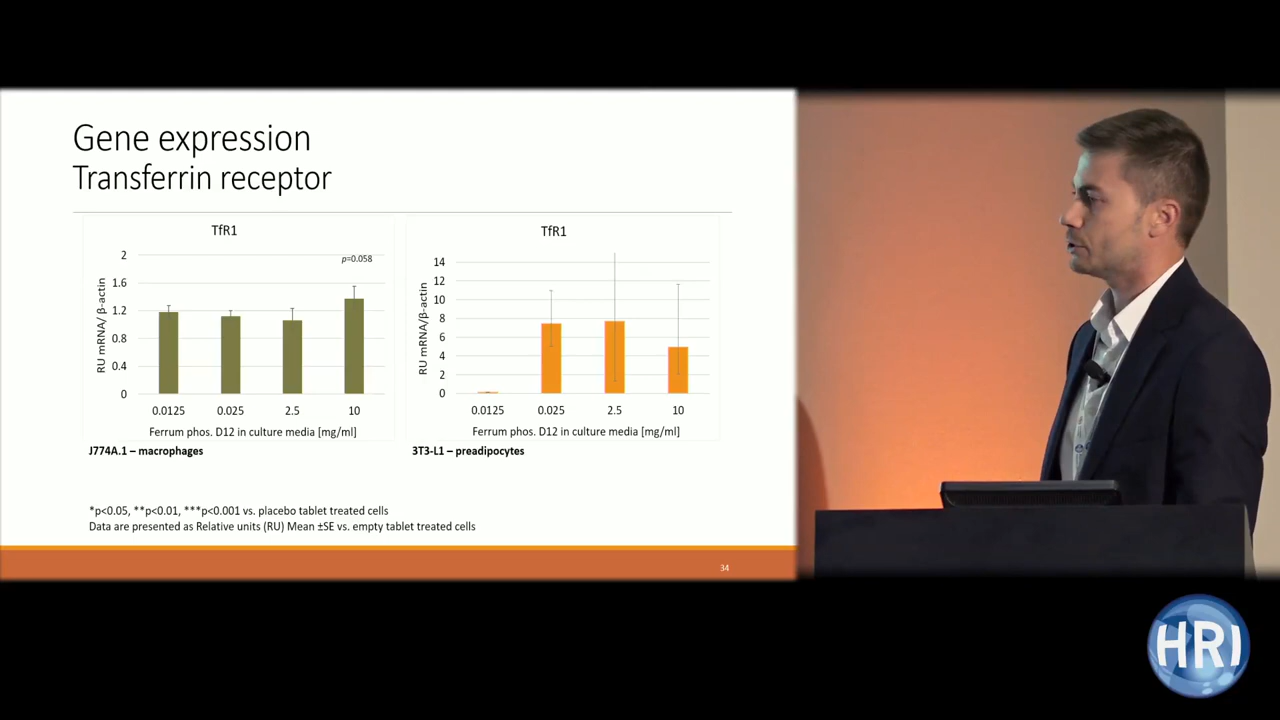 Gene expression
Transferrin receptor
TfR1
2
1.6
1.2
0.8
0.4
0
RU mRNA/ β-actin
p=0.058
0.0125 0.025 2.5 10
Ferrum phos. D12 in culture media [mg/ml]
J774A.1 – macrophages
TfR1
14
12
10
8
6
4
2
0
RU mRNA/β-actin
0.0125 0.025 2.5 10
Ferrum phos. D12 in culture media [mg/ml]
3T3-L1 – preadipocytes
*p<0.05, **p<0.01, ***p<0.001 vs. placebo tablet treated cells
Data are presented as Relative units (RU) Mean ±SE vs. empty tablet treated cells
34
HRI